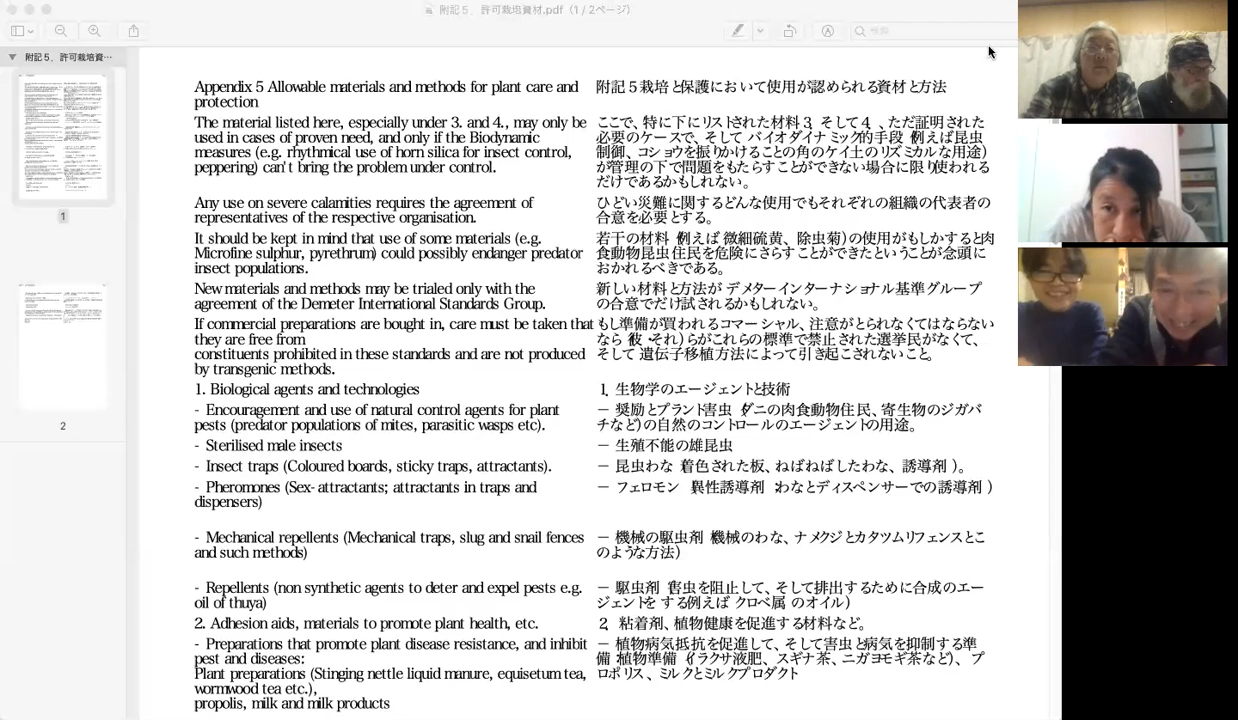 附記５．許可栽培資材.pdf（1 / 2ページ）
検索
附記５．許可栽培資…
1
2
Appendix 5 Allowable materials and methods for plant care and
protection
The material listed here, especially under 3. and 4., may only be
used in cases of proven need, and only if the Biodynamic
measures (e.g. rhythmical use of horn silica for insect control,
peppering) can't bring the problem under control.
Any use on severe calamities requires the agreement of
representatives of the respective organisation.
It should be kept in mind that use of some materials (e.g.
Microfine sulphur, pyrethrum) could possibly endanger predator
insect populations.
New materials and methods may be trialed only with the
agreement of the Demeter International Standards Group.
If commercial preparations are bought in, care must be taken that
they are free from
constituents prohibited in these standards and are not produced
by transgenic methods.
1. Biological agents and technologies
- Encouragement and use of natural control agents for plant
pests (predator populations of mites, parasitic wasps etc).
- Sterilised male insects
- Insect traps (Coloured boards, sticky traps, attractants).
- Pheromones (Sex- attractants; attractants in traps and
dispensers)
- Mechanical repellents (Mechanical traps, slug and snail fences
and such methods)
- Repellents (non synthetic agents to deter and expel pests e.g.
oil of thuya)
2. Adhesion aids, materials to promote plant health, etc.
- Preparations that promote plant disease resistance, and inhibit
pest and diseases:
Plant preparations (Stinging nettle liquid manure, equisetum tea,
wormwood tea etc.),
propolis, milk and milk products
附記５栽培と保護において使用が認められる資材と方法
ここで、特に下にリストされた材料3、そして4、ただ証明された
必要のケースで、そして バイオダイナミック的手段（例えば昆虫
制御、コショウを振りかけることの角のケイ土のリズミカルな用途）
が管理の下で問題をもたらすことができない場合に限り使われる
だけであるかもしれない。
ひどい災難に関するどんな使用でもそれぞれの組織の代表者の
合意を必要とする。
若干の材料（例えば 微細硫黄、除虫菊）の使用がもしかすると肉
食動物昆虫住民を危険にさらすことができたということが念頭に
おかれるべきである。
新しい材料と方法が デメターインターナショナル基準グループ
の合意でだけ試されるかもしれない。
もし準備が買われるコマーシャル、注意がとられなくてはならない
なら（彼・それ）らがこれらの標準で禁止された選挙民がなくて、
そして 遺伝子移植方法によって引き起こされないこと。
1. 生物学のエージェントと技術
－ 奨励とプラント害虫（ダニの肉食動物住民、寄生物のジガバ
チなど）の自然のコントロールのエージェントの用途。
－ 生殖不能の雄昆虫
－ 昆虫わな（着色された板、ねばねばしたわな、誘導剤）。
－ フェロモン（異性誘導剤；わなとディスペンサーでの誘導剤）
－ 機械の駆虫剤（機械のわな、ナメクジとカタツムリフェンスとこ
のような方法）
－ 駆虫剤（害虫を阻止して、そして排出するために合成のエー
ジェントを する例えば クロベ属 のオイル）
2. 粘着剤、植物健康を促進する材料など。
－ 植物病気抵抗を促進して、そして害虫と病気を抑制する準
備：植物準備（イラクサ液肥、スギナ茶、ニガヨモギ茶など）、プ
ロポリス、ミルクとミルクプロダクト